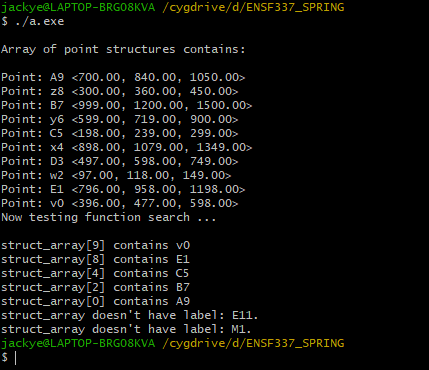 jackye@LAPTOP-BRGO8KVA /cygdrive/d/ENSF337_SPRING
$ ./a.exe
Array of point structures contains:
Point: A9 <700.00, 840.00, 1050.00>
Point: z8 <300.00, 360.00, 450.00>
Point: B7 <999.00, 1200.00, 1500.00>
Point: y6 <599.00, 719.00, 900.00>
Point: C5 <198.00, 239.00, 299.00>
Point: x4 <898.00, 1079.00, 1349.00>
Point: D3 <497.00, 598.00, 749.00>
Point: w2 <97.00, 118.00, 149.00>
Point: E1 <796.00, 958.00, 1198.00>
Point: v0 <396.00, 477.00, 598.00>
Now testing function search ...
struct_array[9] contains v0
struct_array[8] contains E1
struct_array[4] contains C5
struct_array[2] contains B7
struct_array[0] contains A9
struct_array doesn't have label: E11.
struct_array doesn't have label: M1.
jackye@LAPTOP-BRGO8KVA /cygdrive/d/ENSF337_SPRING
$